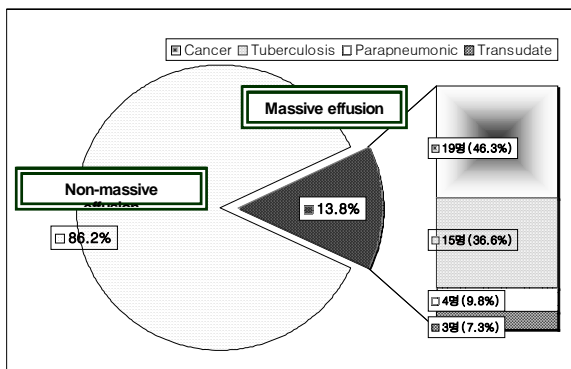 Cancer Tuberculosis Parapneumonic Transudate
Massive effusion
19명 (46.3%)
Non-massive
effusion
13.8%
86.2%
15명 (36.6%)
4명 (9.8%)
3명 (7.3%)